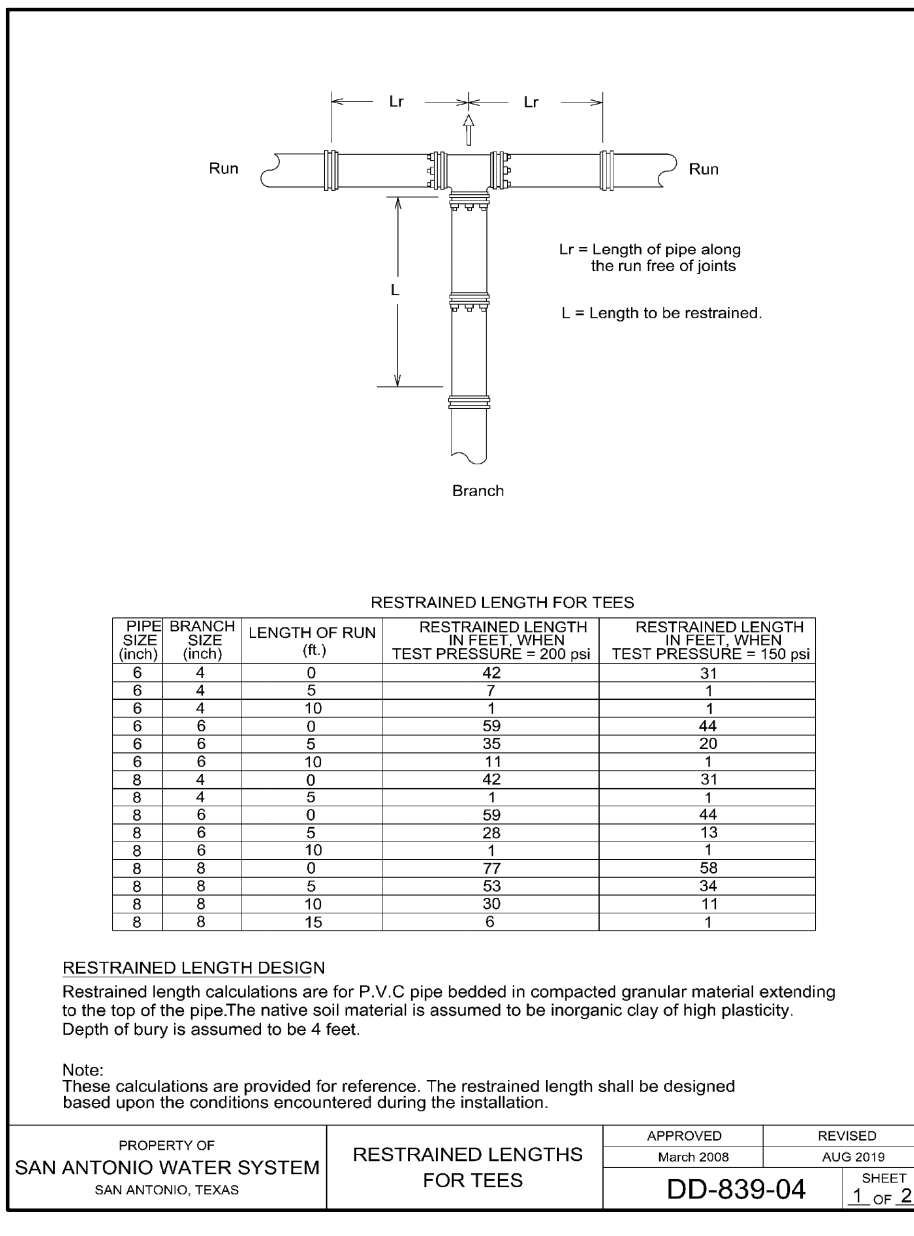 Lr
Lr
Run
Run
Lr = Length of pipe along
the run free of joints
L
L = Length to be restrained.
Branch
RESTRAINED LENGTH FOR TEES
PIPE SIZE (inch) BRANCH SIZE (inch) LENGTH OF RUN (ft.) RESTRAINED LENGTH IN FEET, WHEN TEST PRESSURE = 200 psi RESTRAINED LENGTH IN FEET, WHEN TEST PRESSURE = 150 psi
6 4 0 42 31
6 4 5 7 1
6 4 10 1 1
6 6 0 59 44
6 6 5 35 20
6 6 10 11 1
8 4 0 42 31
8 4 5 1 1
8 6 0 59 44
8 6 5 28 13
8 6 10 1 1
8 8 0 77 58
8 8 5 53 34
8 8 10 30 11
8 8 15 6 1
RESTRAINED LENGTH DESIGN
Restrained length calculations are for P.V.C pipe bedded in compacted granular material extending
to the top of the pipe.The native soil material is assumed to be inorganic clay of high plasticity.
Depth of bury is assumed to be 4 feet.
Note:
These calculations are provided for reference. The restrained length shall be designed
based upon the conditions encountered during the installation.
PROPERTY OF
SAN ANTONIO WATER SYSTEM
SAN ANTONIO, TEXAS
RESTRAINED LENGTHS
FOR TEES
APPROVED
March 2008
REVISED
AUG 2019
DD-839-04
SHEET
1 OF 2